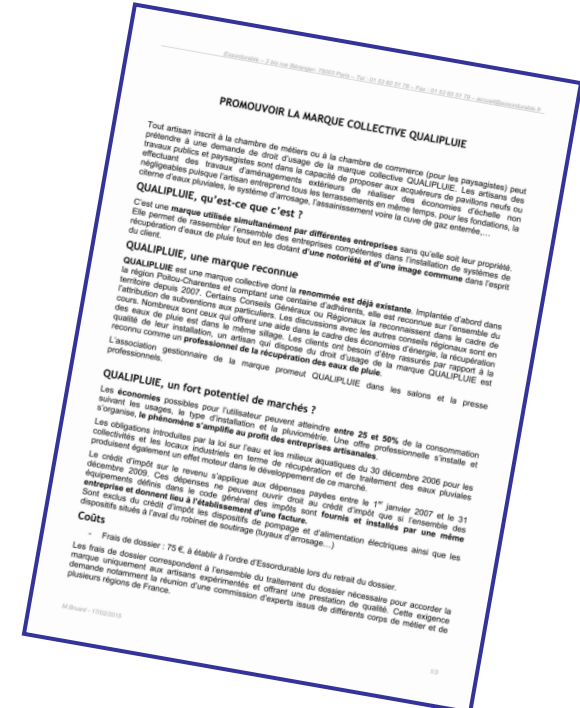 Essordurable – 3 bis rue Béranger- 75003 Paris – Tél : 01 53 60 51 76 – Fax : 01 53 60 51 78 – accueil@essordurable.fr
PROMOUVOIR LA MARQUE COLLECTIVE QUALIPLUIE
Tout artisan inscrit à la chambre de métiers ou à la chambre de commerce (pour les paysagistes) peut
prétendre à une demande de droit d'usage de la marque collective QUALIPLUIE. Les artisans des
travaux publics et paysagistes sont dans la capacité de proposer aux acquéreurs de pavillons neufs ou
effectuant des travaux d'aménagements extérieurs de réaliser des économies d'échelle non
négligeables puisque l'artisan entreprend tous les terrassements en même temps, pour les fondations, la
citerne d'eaux pluviales, le système d'arrosage, l'assainissement voire la cuve de gaz enterrée,…
QUALIPLUIE, qu'est-ce que c'est ?
C'est une marque utilisée simultanément par différentes entreprises sans qu'elle soit leur propriété.
Elle permet de rassembler l'ensemble des entreprises compétentes dans l'installation de systèmes de
récupération d'eaux de pluie tout en les dotant d'une notoriété et d'une image commune dans l'esprit
du client.
QUALIPLUIE, une marque reconnue
QUALIPLUIE est une marque collective dont la renommée est déjà existante. Implantée d'abord dans
la région Poitou-Charentes et comptant une centaine d'adhérents, elle est reconnue sur l'ensemble du
territoire depuis 2007. Certains Conseils Généraux ou Régionaux la reconnaissent dans le cadre de
l'attribution de subventions aux particuliers. Les discussions avec les autres conseils régionaux sont en
cours. Nombreux sont ceux qui offrent une aide dans le cadre des économies d'énergie, la récupération
des eaux de pluie est dans le même sillage. Les clients ont besoin d'être rassurés par rapport à la
qualité de leur installation, un artisan qui dispose du droit d'usage de la marque QUALIPLUIE est
reconnu comme un professionnel de la récupération des eaux de pluie.
L'association gestionnaire de la marque promeut QUALIPLUIE dans les salons et la presse
professionnels.
QUALIPLUIE, un fort potentiel de marchés ?
Les économies possibles pour l'utilisateur peuvent atteindre entre 25 et 50% de la consommation
suivant les usages, le type d'installation et la pluviométrie. Une offre professionnelle s'installe et
s'organise, le phénomène s'amplifie au profit des entreprises artisanales.
Les obligations introduites par la loi sur l'eau et les milieux aquatiques du 30 décembre 2006 pour les
collectivités et les locaux industriels en terme de récupération et de traitement des eaux pluviales
produisent également un effet moteur dans le développement de ce marché.
Le crédit d'impôt sur le revenu s'applique aux dépenses payées entre le 1er janvier 2007 et le 31
décembre 2009. Ces dépenses ne peuvent ouvrir droit au crédit d'impôt que si l'ensemble des
équipements définis dans le code général des impôts sont fournis et installés par une même
entreprise et donnent lieu à l'établissement d'une facture.
Sont exclus du crédit d'impôt les dispositifs de pompage et d'alimentation électriques ainsi que les
dispositifs situés à l'aval du robinet de soutirage (tuyaux d'arrosage…)
Coûts
- Frais de dossier : 75 €, à établir à l'ordre d'Essordurable lors du retrait du dossier.
Les frais de dossier correspondent à l'ensemble du traitement du dossier nécessaire pour accorder la
marque uniquement aux artisans expérimentés et offrant une prestation de qualité. Cette exigence
demande notamment la réunion d'une commission d'experts issus de différents corps de métier et de
plusieurs régions de France.